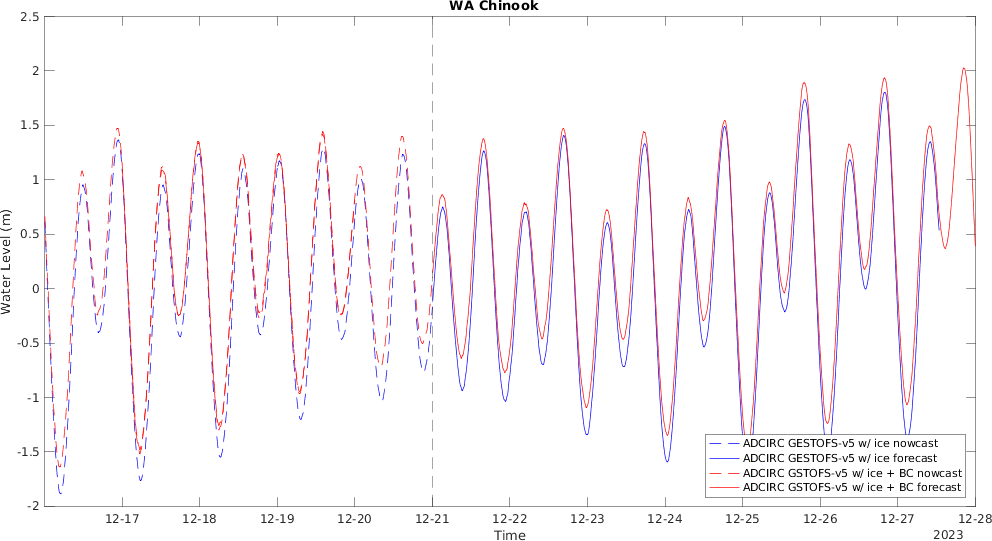 WA Chinook
2.5
2
1.5
1
0.5
0
-0.5
-1
-1.5
-2
Water Level (m)
ADCIRC GESTOFS-v5 w/ ice nowcast
ADCIRC GESTOFS-v5 w/ ice forecast
ADCIRC GSTOFS-v5 w/ ice + BC nowcast
ADCIRC GSTOFS-v5 w/ ice + BC forecast
12-17 12-18 12-19 12-20 12-21 12-22 12-23 12-24 12-25 12-26 12-27 12-28
Time
2023